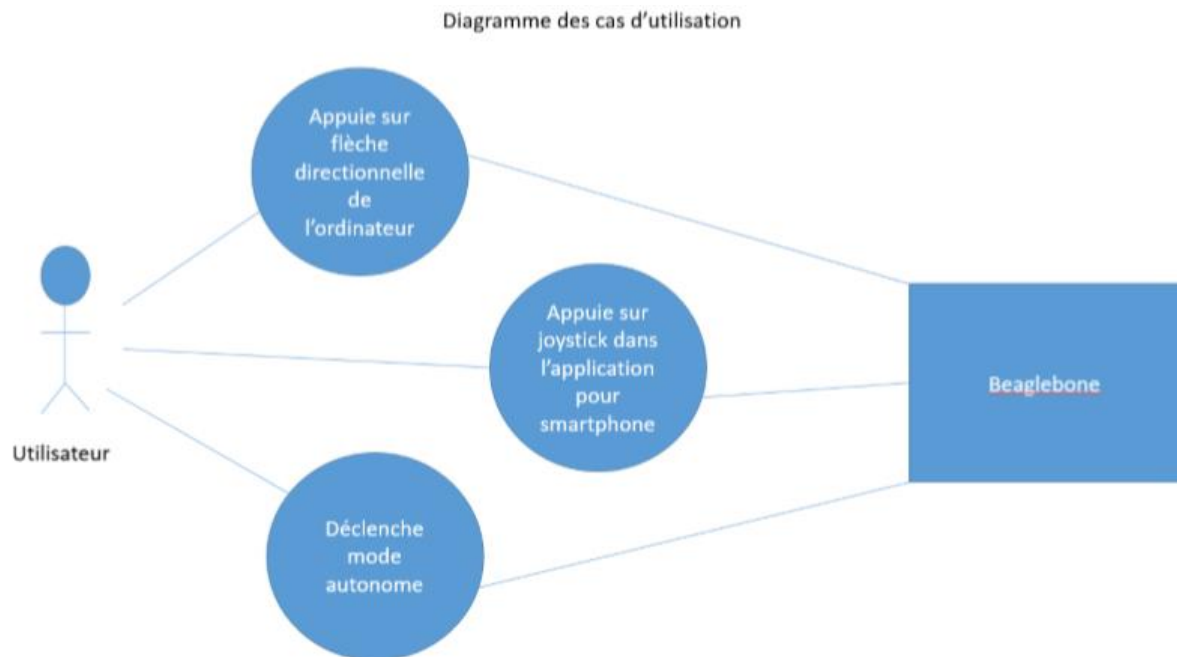 Diagramme des cas d’utilisation
Appuie sur
flèche
directionnelle
de
l’ordinateur
Appuie sur
joystick dans
l’application
pour
smartphone
Beaglebone
Utilisateur
Déclenche
mode
autonome